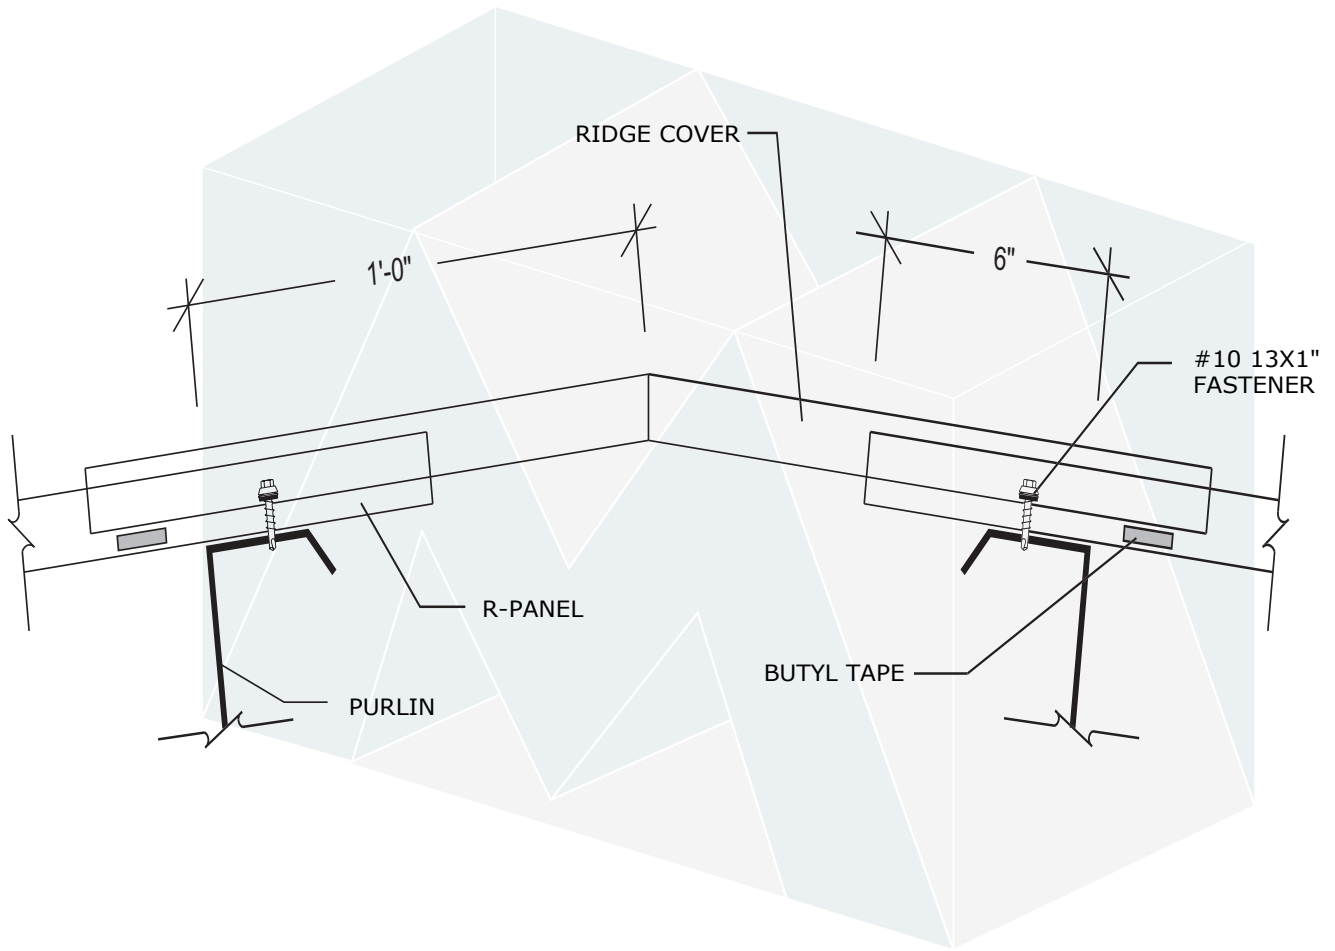 RIDGE COVER
1'-0"
6"
#10 13X1"
FASTENER
R-PANEL
BUTYL TAPE
PURLIN